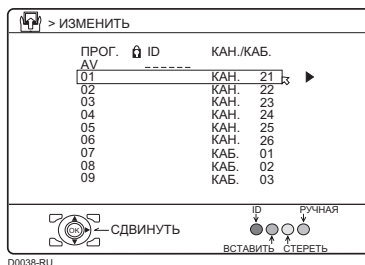 > ИЗМЕНИТЬ
ПРОГ. ID КАН./КАБ.
AV ------
01 КАН. 21
02 КАН. 22
03 КАН. 23
04 КАН. 24
05 КАН. 25
06 КАН. 26
07 КАБ. 01
08 КАБ. 02
09 КАБ. 03
ID РУЧНАЯ
OK СДВИНУТЬ
ВСТАВИТЬ СТЕРЕТЬ
D0038-RU